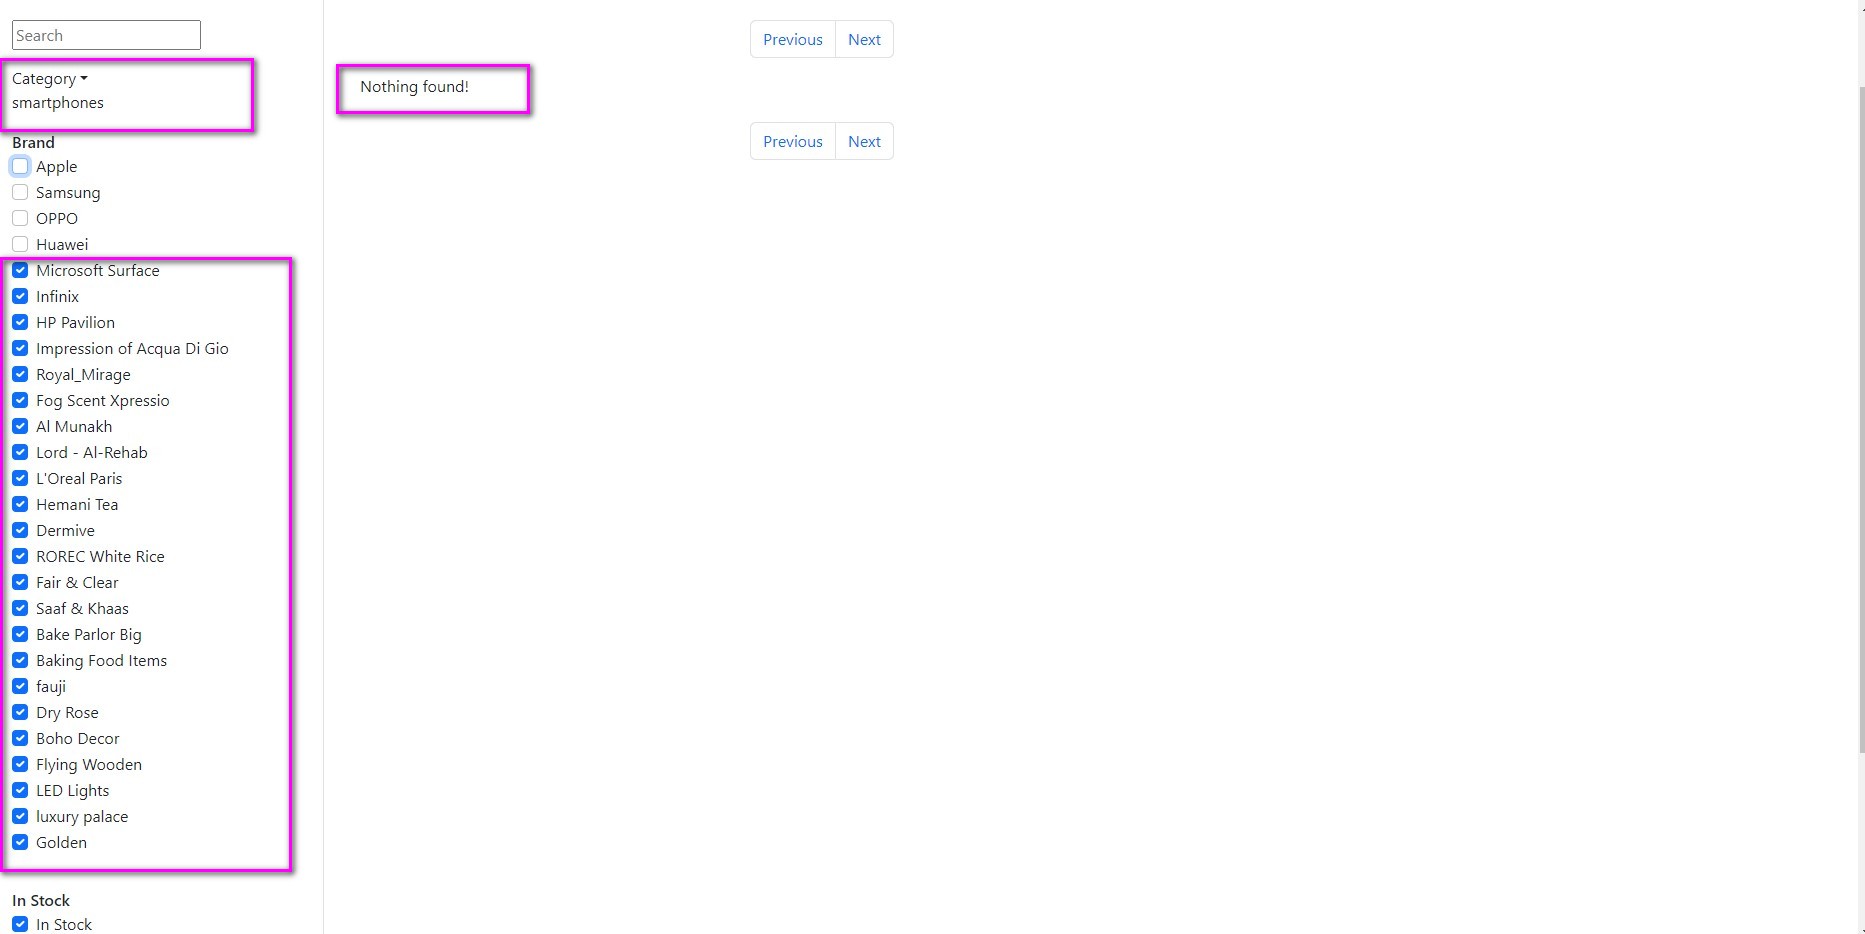 Search
Category
smartphones
Brand
Apple
Samsung
OPPO
Huawei
Microsoft Surface
Infinix
HP Pavilion
Impression of Acqua Di Gio
Royal_Mirage
Fog Scent Xpressio
Al Munakh
Lord - Al-Rehab
L'Oreal Paris
Hemani Tea
Dermive
ROREC White Rice
Fair & Clear
Saaf & Khaas
Bake Parlor Big
Baking Food Items
fauji
Dry Rose
Boho Decor
Flying Wooden
LED Lights
luxury palace
Golden
In Stock
In Stock
Previous Next
Nothing found!
Previous Next